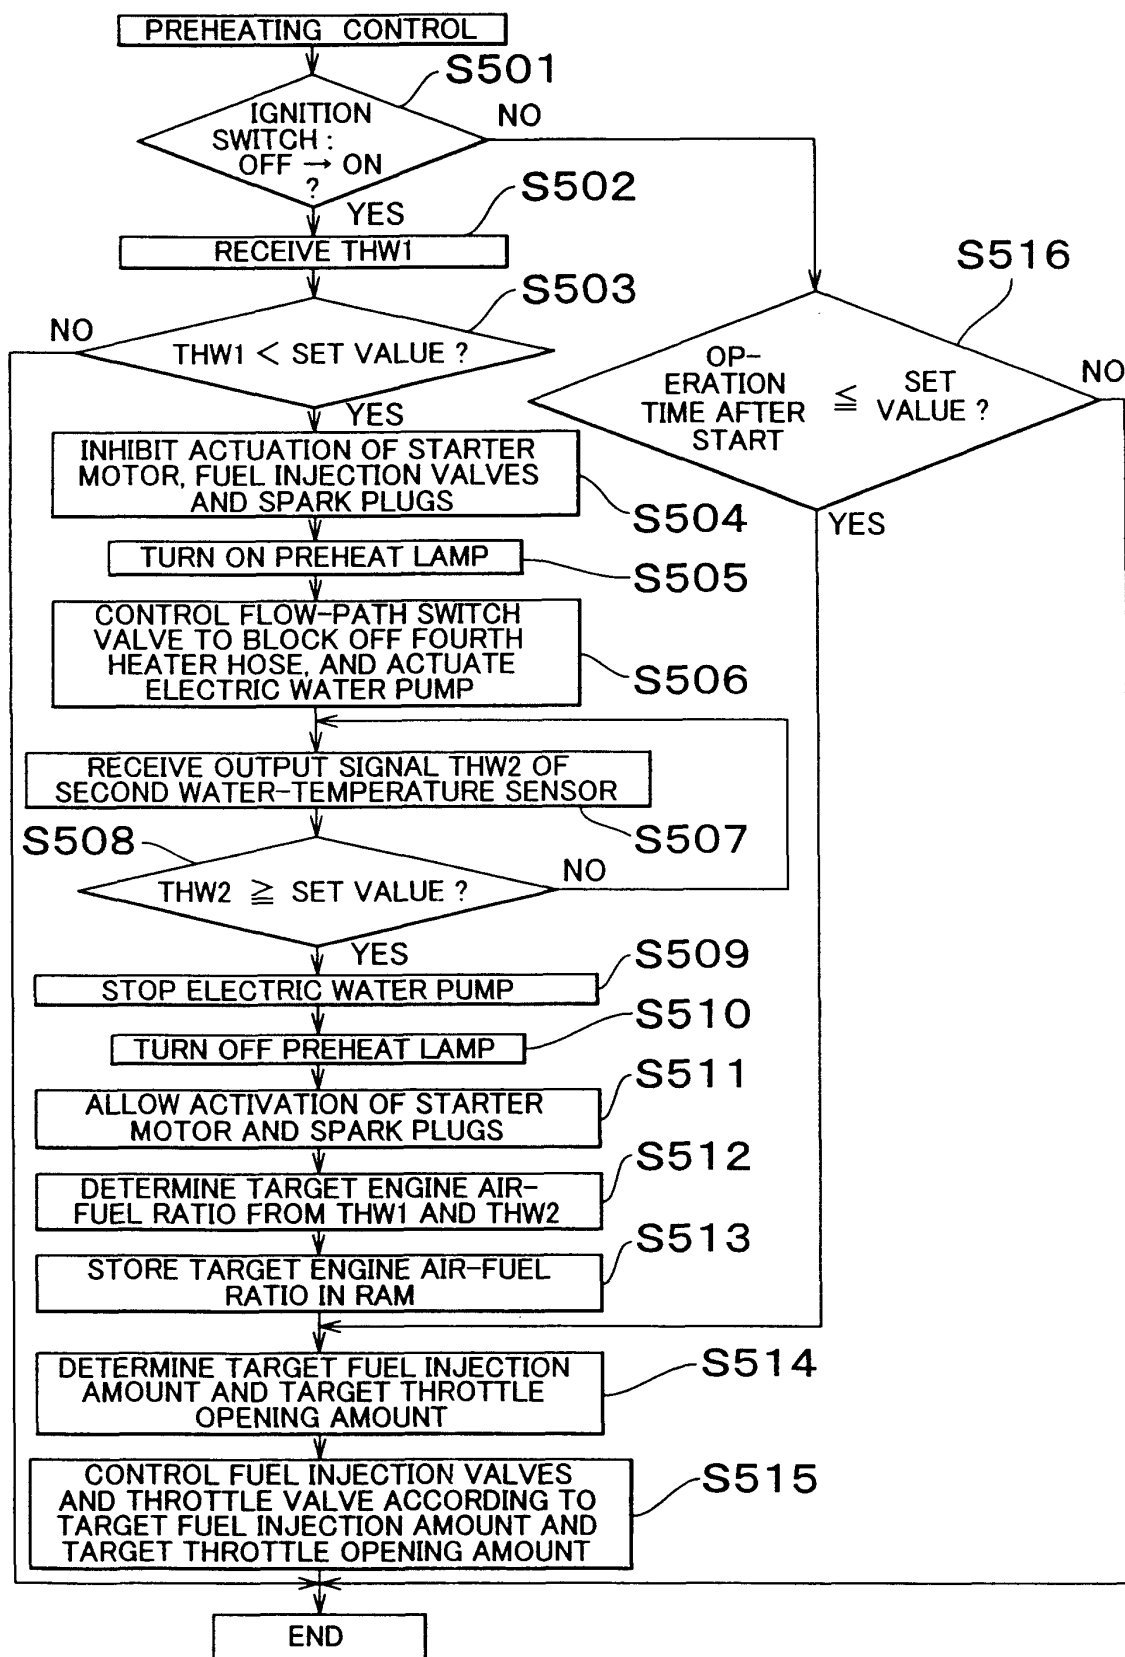 PREHEATING CONTROL
S501
IGNITION
SWITCH :
OFF → ON
?
NO
YES
S502
RECEIVE THW1
S503
THW1 < SET VALUE ?
NO
YES
S516
OP-
ERATION
TIME AFTER
START
≦ SET
VALUE ?
NO
YES
INHIBIT ACTUATION OF STARTER
MOTOR, FUEL INJECTION VALVES
AND SPARK PLUGS
S504
TURN ON PREHEAT LAMP
S505
CONTROL FLOW-PATH SWITCH
VALVE TO BLOCK OFF FOURTH
HEATER HOSE, AND ACTUATE
ELECTRIC WATER PUMP
S506
RECEIVE OUTPUT SIGNAL THW2 OF
SECOND WATER-TEMPERATURE SENSOR
S507
S508
THW2 ≧ SET VALUE ?
NO
YES
S509
STOP ELECTRIC WATER PUMP
S510
TURN OFF PREHEAT LAMP
S511
ALLOW ACTIVATION OF STARTER
MOTOR AND SPARK PLUGS
S512
DETERMINE TARGET ENGINE AIR-
FUEL RATIO FROM THW1 AND THW2
S513
STORE TARGET ENGINE AIR-FUEL
RATIO IN RAM
DETERMINE TARGET FUEL INJECTION
AMOUNT AND TARGET THROTTLE
OPENING AMOUNT
S514
CONTROL FUEL INJECTION VALVES
AND THROTTLE VALVE ACCORDING TO
TARGET FUEL INJECTION AMOUNT AND
TARGET THROTTLE OPENING AMOUNT
S515
END